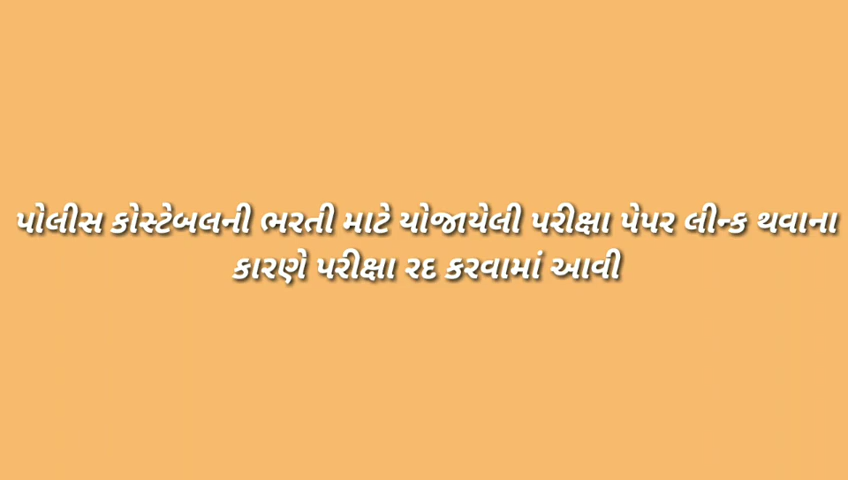 પોલીસ કોસ્ટેબલની ભરતી માટે યોજાયેલી પરીક્ષા પેપર લીન્ક થવાના
કારણે પરીક્ષા રદ કરવામાં આવી